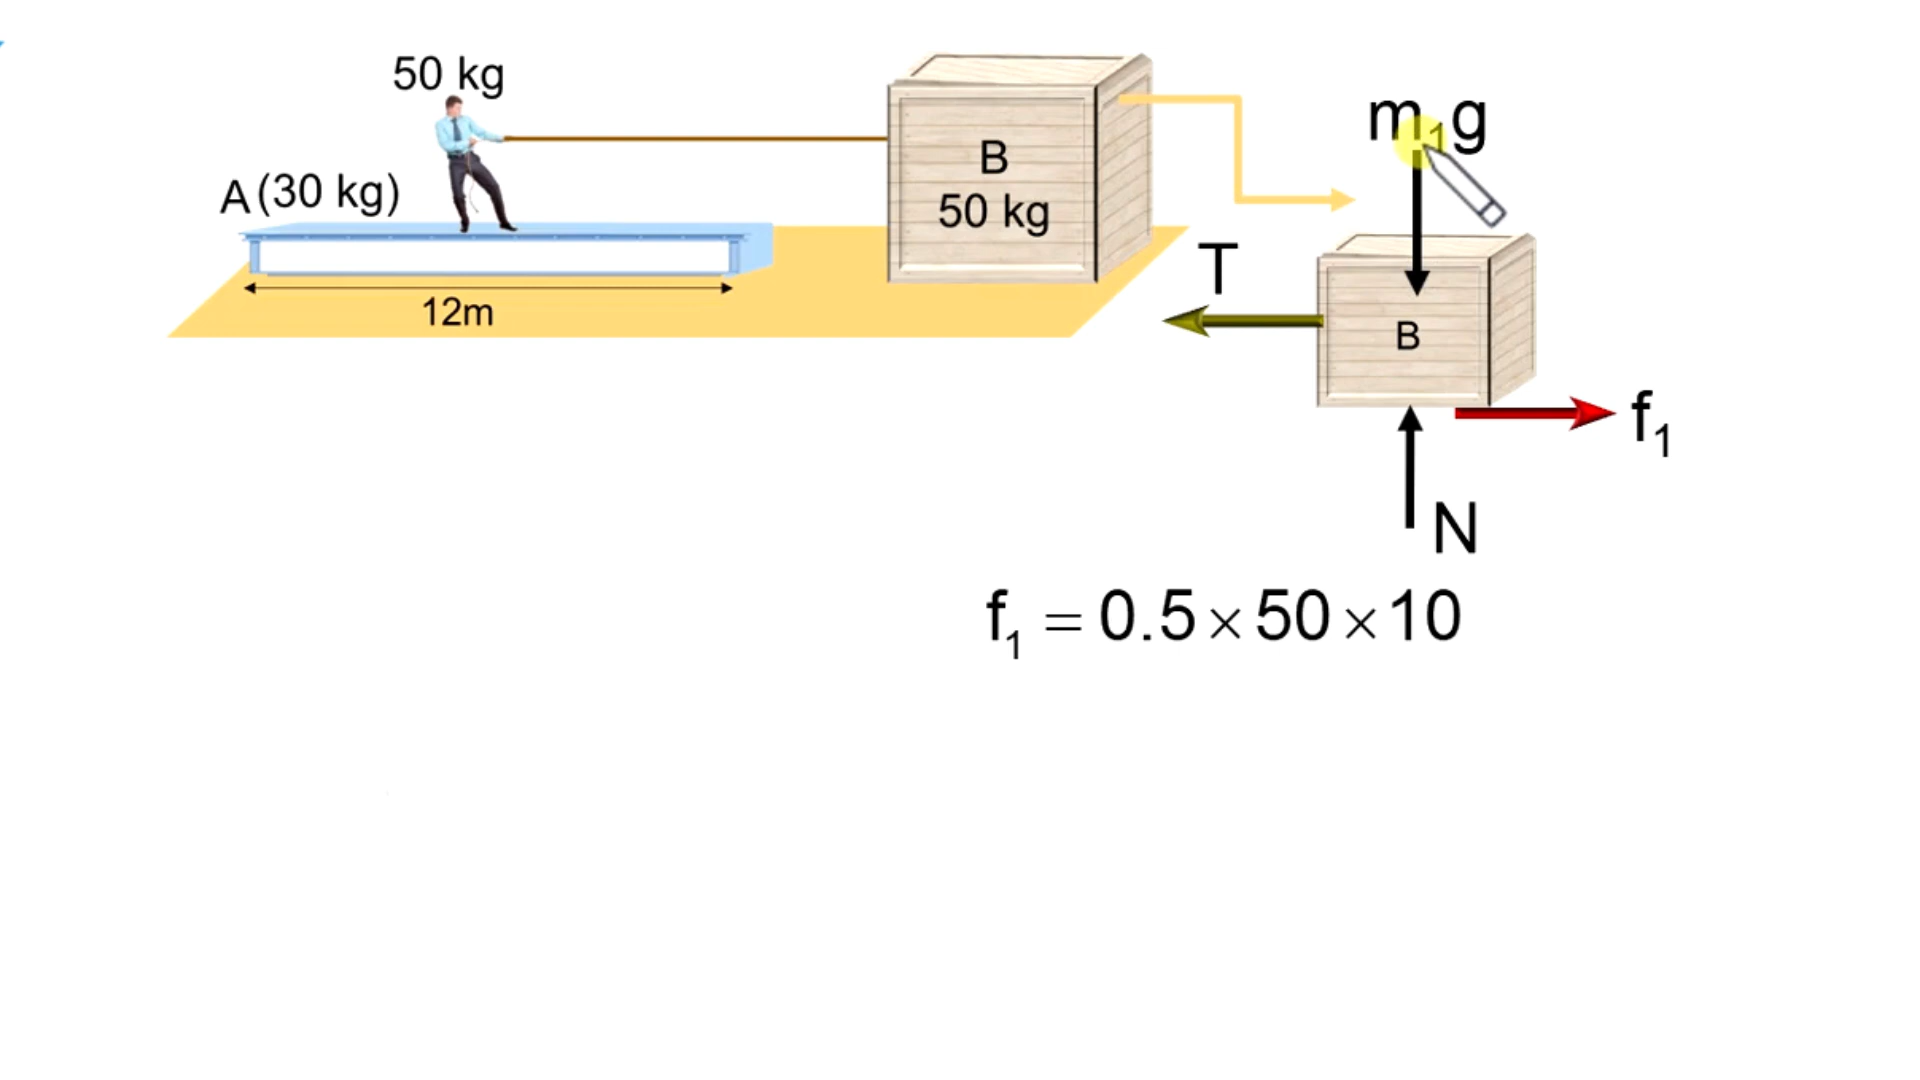 50 kg
A (30 kg)
12m
B
50 kg
m₁g
T
B
f₁
N
f₁ = 0.5 × 50 × 10